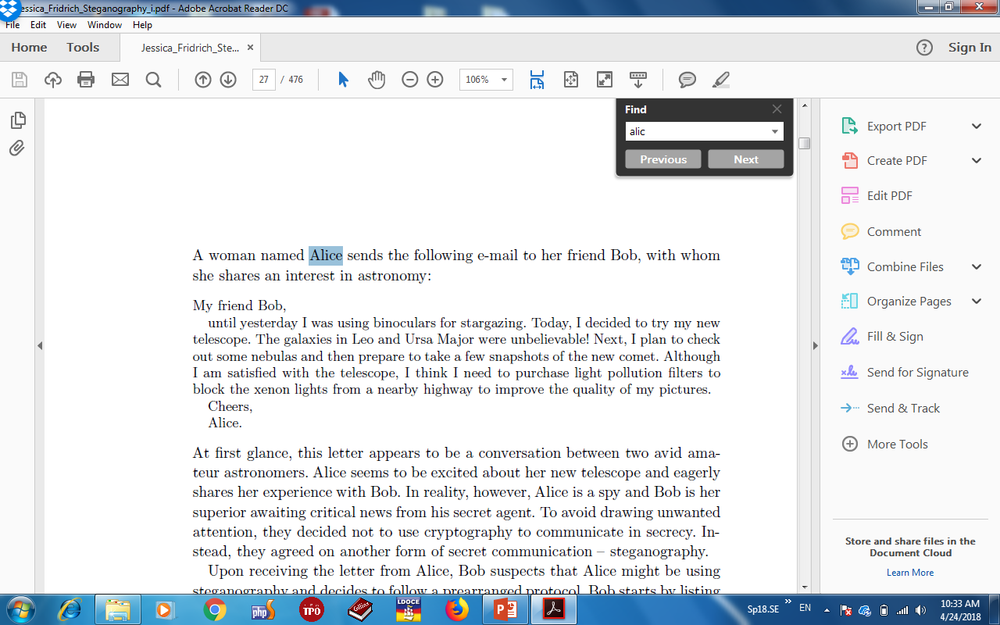 essica_Fridrich_Steganography_i.pdf - Adobe Acrobat Reader DC
File Edit View Window Help
Home Tools Jessica_Fridrich_Ste... × Sign In
27 / 476 106%
Find
alic
Previous Next
A woman named Alice sends the following e-mail to her friend Bob, with whom
she shares an interest in astronomy:
My friend Bob,
until yesterday I was using binoculars for stargazing. Today, I decided to try my new
telescope. The galaxies in Leo and Ursa Major were unbelievable! Next, I plan to check
out some nebulas and then prepare to take a few snapshots of the new comet. Although
I am satisfied with the telescope, I think I need to purchase light pollution filters to
block the xenon lights from a nearby highway to improve the quality of my pictures.
Cheers,
Alice.
At first glance, this letter appears to be a conversation between two avid ama-
teur astronomers. Alice seems to be excited about her new telescope and eagerly
shares her experience with Bob. In reality, however, Alice is a spy and Bob is her
superior awaiting critical news from his secret agent. To avoid drawing unwanted
attention, they decided not to use cryptography to communicate in secrecy. In-
stead, they agreed on another form of secret communication – steganography.
Upon receiving the letter from Alice, Bob suspects that Alice might be using
steganography and decides to follow a prearranged protocol. Bob starts by listing
Export PDF
Create PDF
Edit PDF
Comment
Combine Files
Organize Pages
Fill & Sign
Send for Signature
Send & Track
More Tools
Store and share files in the
Document Cloud
Learn More
php
TPD
Collins
LDOCE
Sp18.SE » EN
10:33 AM
4/24/2018